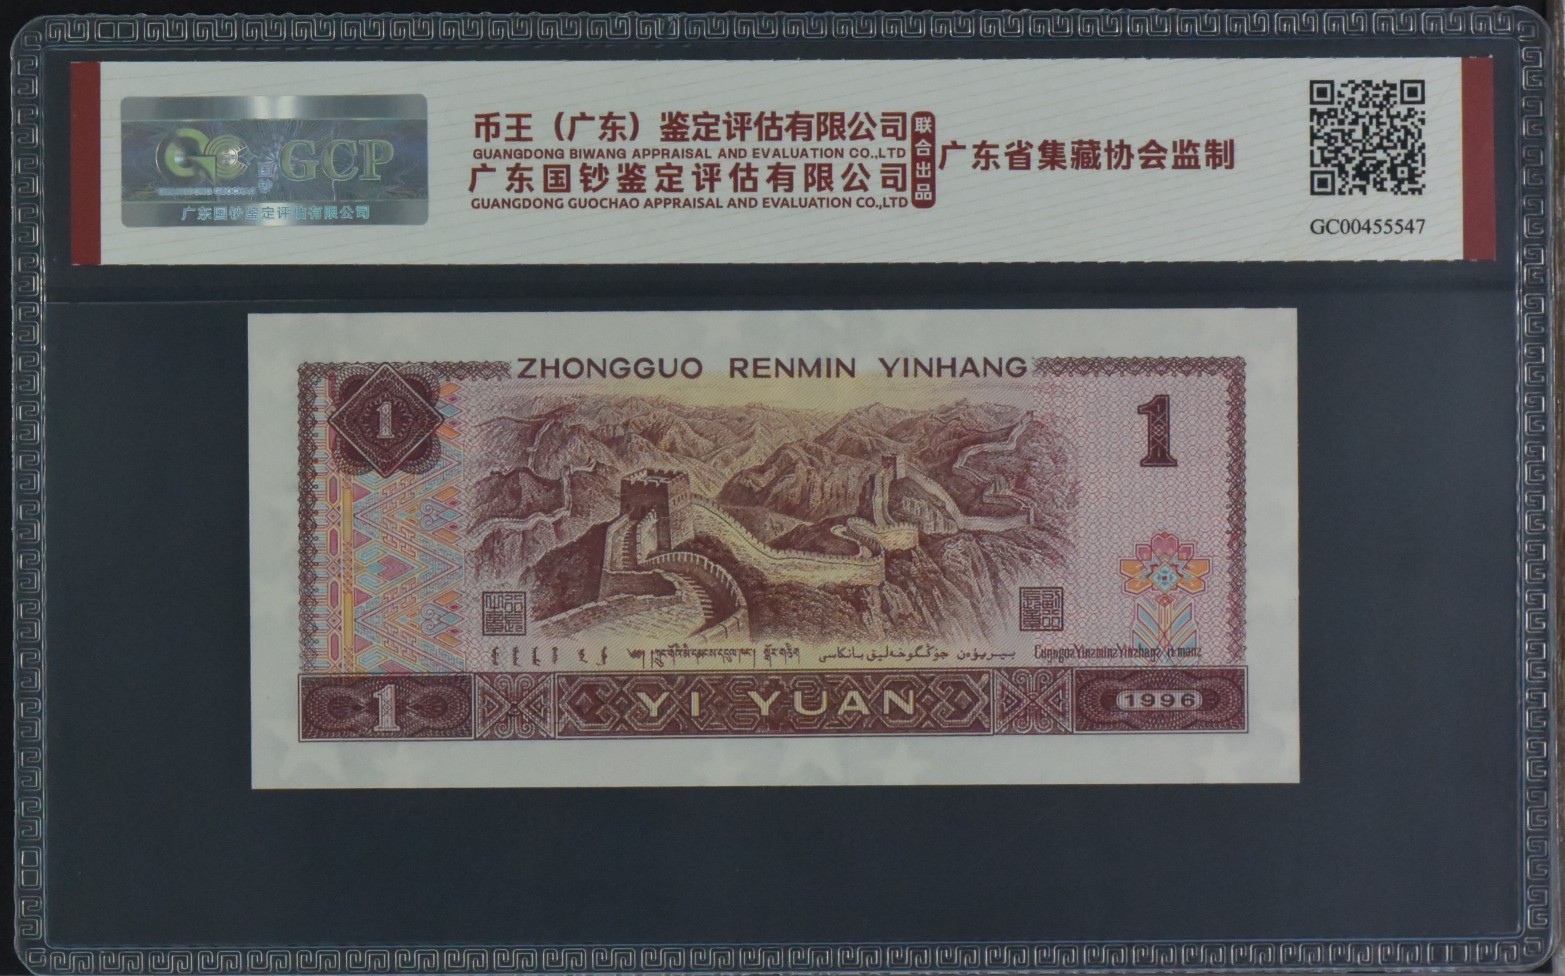 GCP
广东国钞鉴定评估有限公司
币王（广东）鉴定评估有限公司
GUANGDONG BIWANG APPRAISAL AND EVALUATION CO.,LTD
广东国钞鉴定评估有限公司
GUANGDONG GUOCHAO APPRAISAL AND EVALUATION CO.,LTD
联合出品
广东省集藏协会监制
GC00455547
ZHONGGUO RENMIN YINHANG
1
1
1 YI YUAN 1996